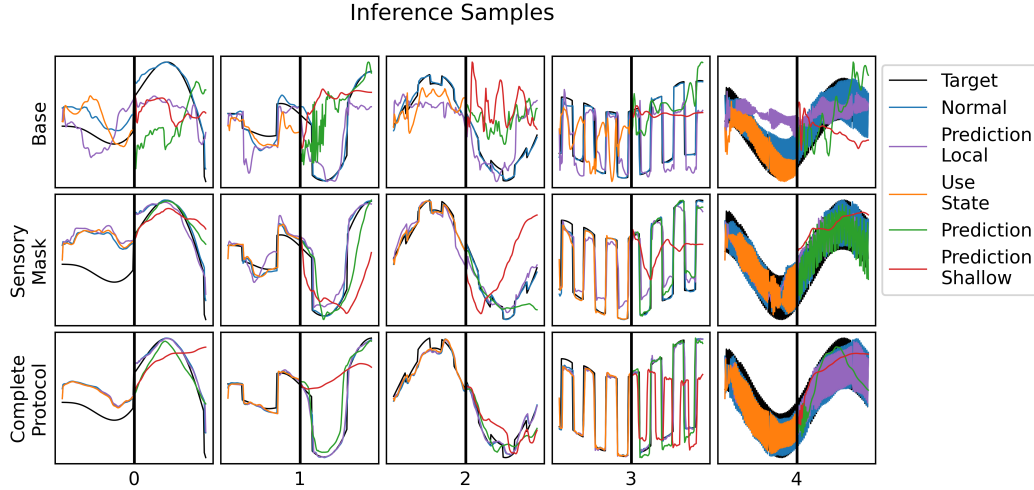 Inference Samples
Base
Sensory
Mask
Complete
Protocol
0
1
2
3
4
Target
Normal
Prediction
Local
Use
State
Prediction
Prediction
Shallow